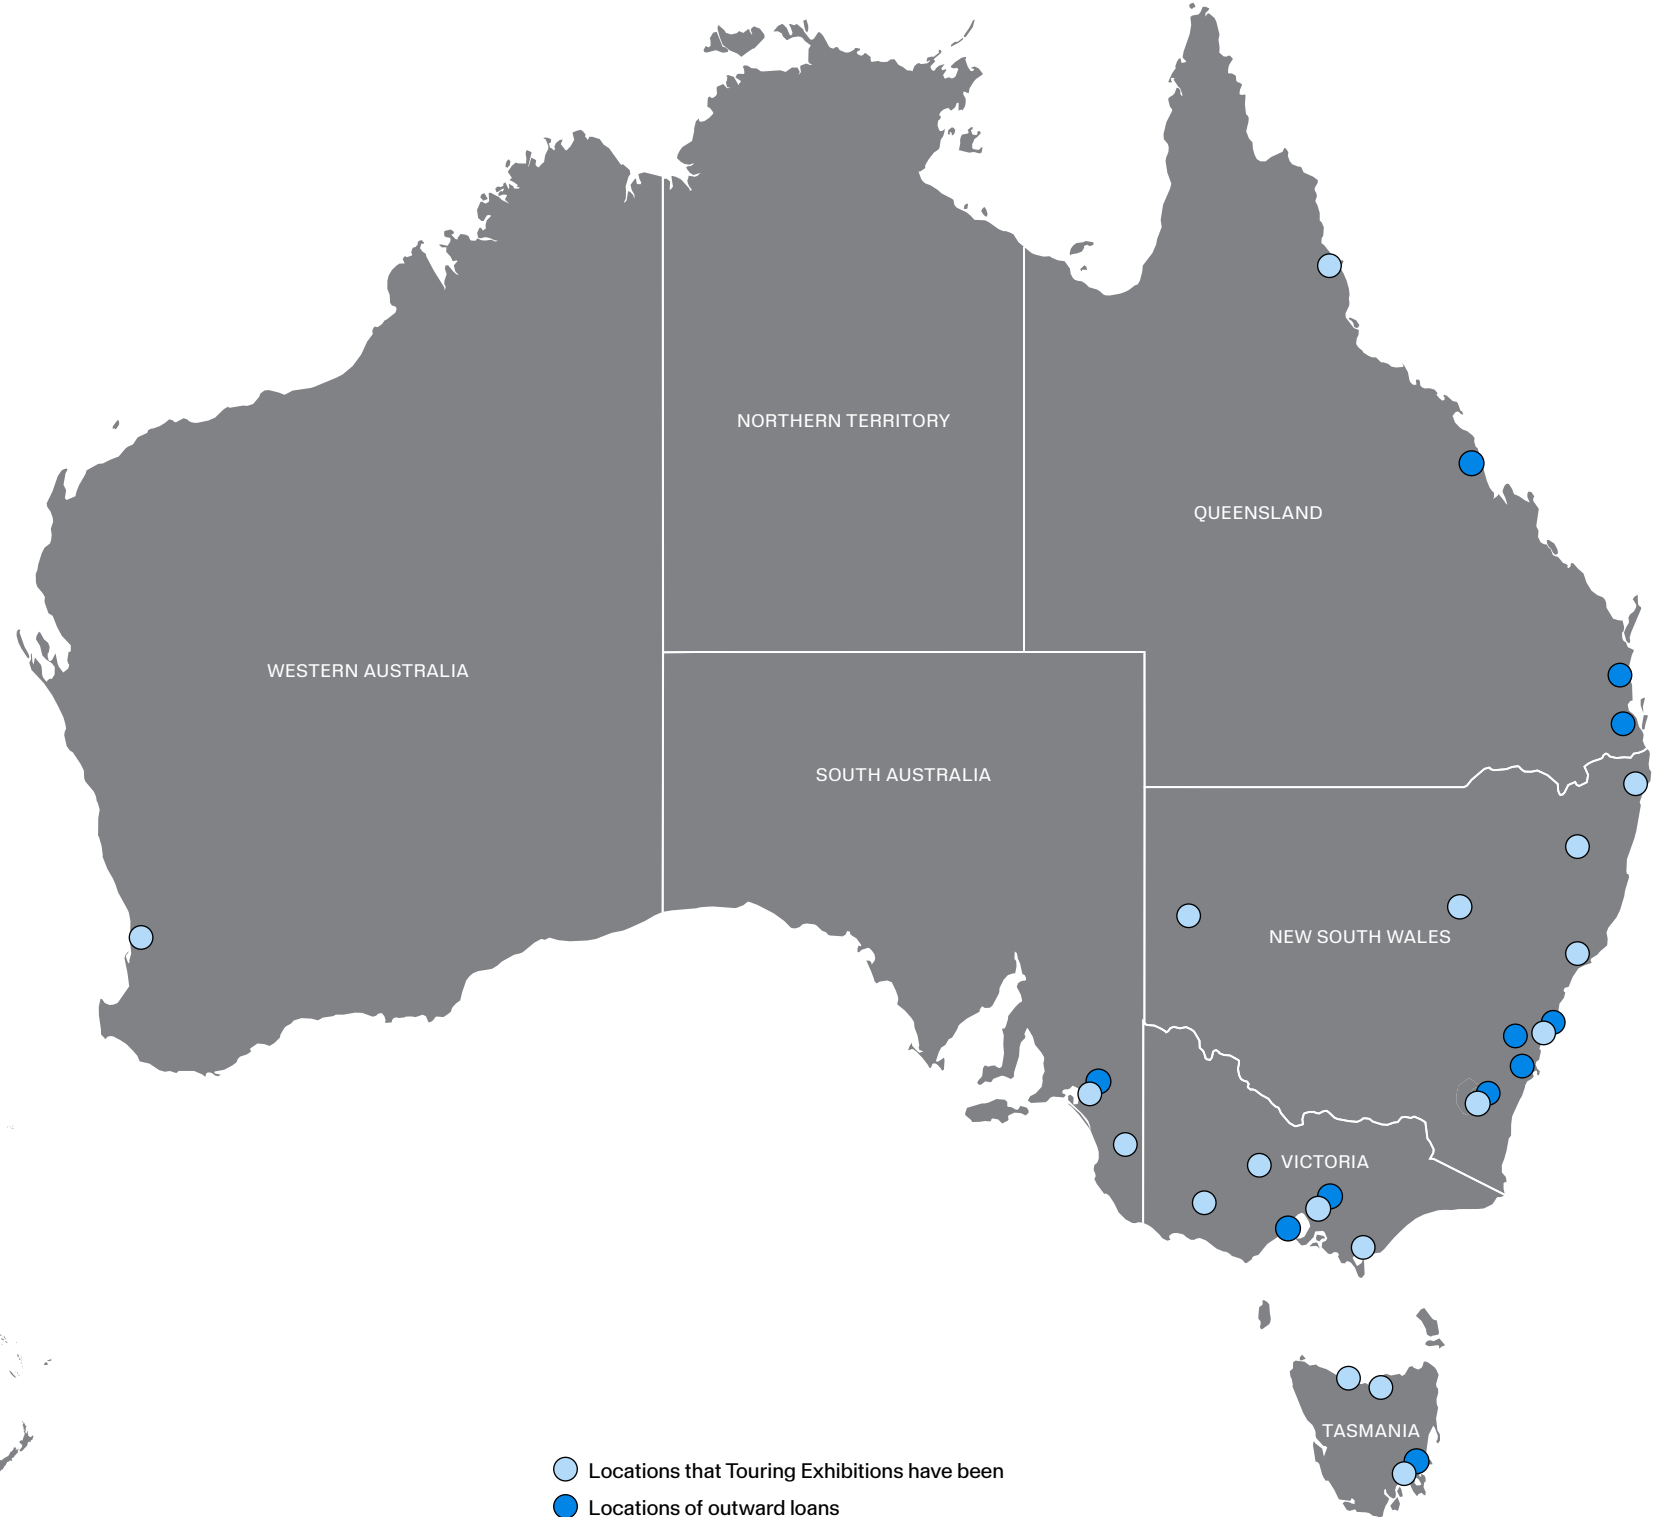 NORTHERN TERRITORY
QUEENSLAND
WESTERN AUSTRALIA
SOUTH AUSTRALIA
NEW SOUTH WALES
VICTORIA
TASMANIA
Locations that Touring Exhibitions have been
Locations of outward loans